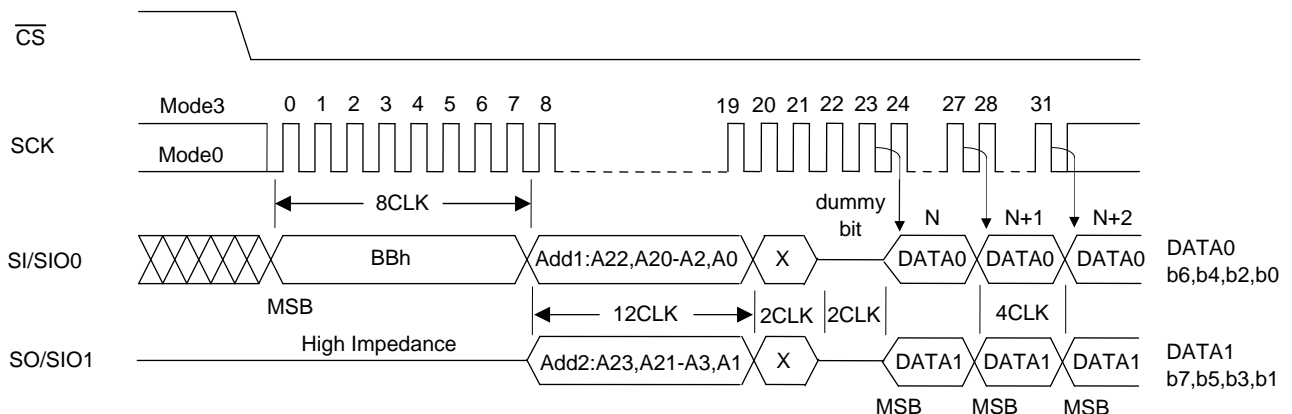 CS
Mode3
0 1 2 3 4 5 6 7 8 19 20 21 22 23 24 27 28 31
SCK
Mode0
8CLK
dummy
bit
N N+1 N+2
SI/SIO0
BBh
Add1:A22,A20-A2,A0
X
DATA0 DATA0 DATA0
DATA0
b6,b4,b2,b0
MSB
12CLK
2CLK
2CLK
4CLK
High Impedance
SO/SIO1
Add2:A23,A21-A3,A1
X
DATA1 DATA1 DATA1
DATA1
b7,b5,b3,b1
MSB MSB MSB